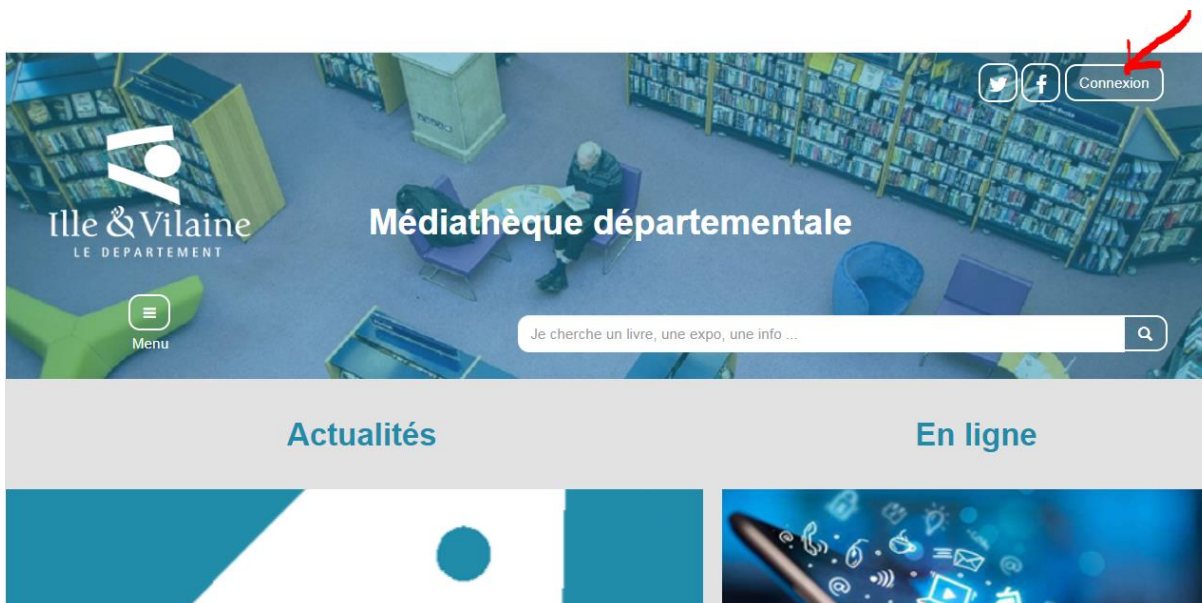 Connexion
Ille & Vilaine
LE DEPARTEMENT
Médiathèque départementale
Menu
Je cherche un livre, une expo, une info ...
Actualités
En ligne